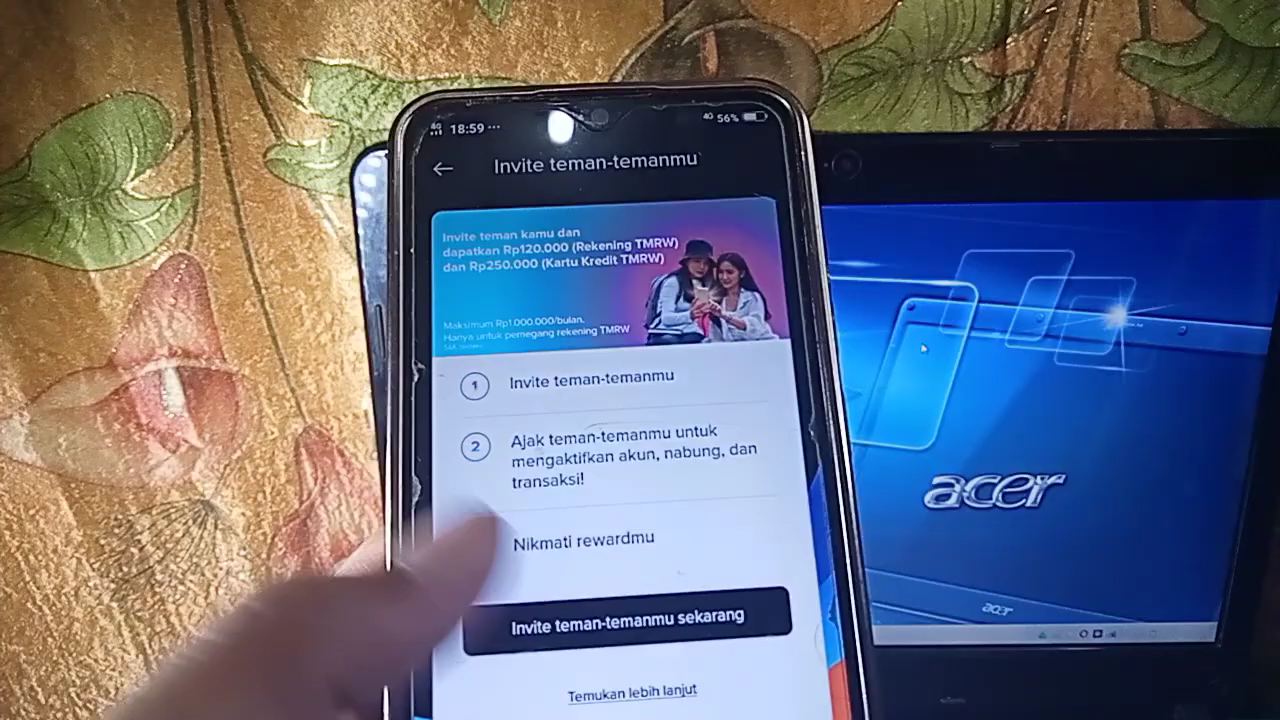 4G 18:59 ···
4G 56%
Invite teman-temanmu
Invite teman kamu dan
dapatkan Rp120.000 (Rekening TMRW)
dan Rp250.000 (Kartu Kredit TMRW)
Maksimum Rp1.000.000/bulan.
Hanya untuk pemegang rekening TMRW
1 Invite teman-temanmu
2 Ajak teman-temanmu untuk
mengaktifkan akun, nabung, dan
transaksi!
Nikmati rewardmu
Invite teman-temanmu sekarang
Temukan lebih lanjut
acer
acer